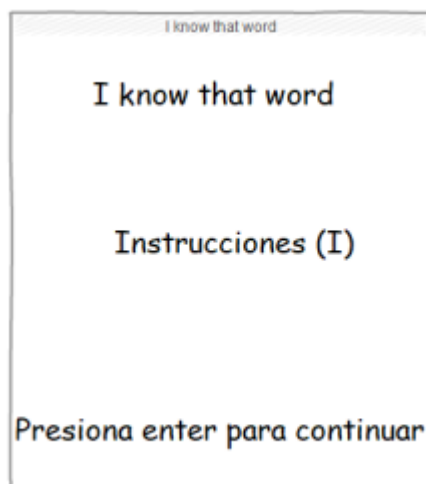 I know that word
I know that word
Instrucciones (I)
Presiona enter para continuar